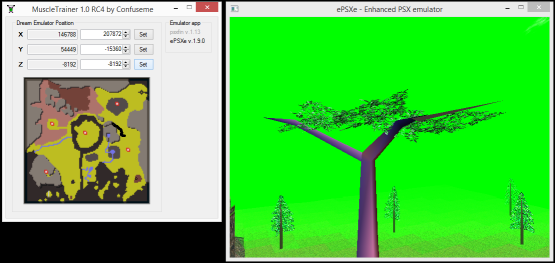 MuscleTrainer 1.0 RC4 by Confuseme
ePSXe - Enhanced PSX emulator
Dream Emulator Position
Emulator app
X 146788 207872 Set
psxfin v.1.13
Y 54449 -15360 Set
ePSXe v.1.9.0
Z -8192 -8192 Set